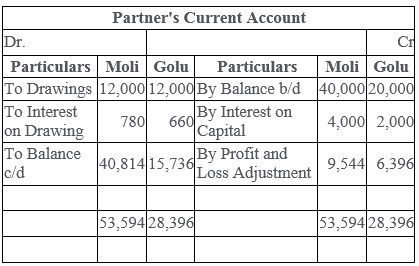 Partner's Current Account
Dr. Cr
Particulars Moli Golu Particulars Moli Golu
To Drawings 12,000 12,000 By Balance b/d 40,000 20,000
To Interest on Drawing 780 660 By Interest on Capital 4,000 2,000
To Balance c/d 40,814 15,736 By Profit and Loss Adjustment 9,544 6,396
53,594 28,396 53,594 28,396